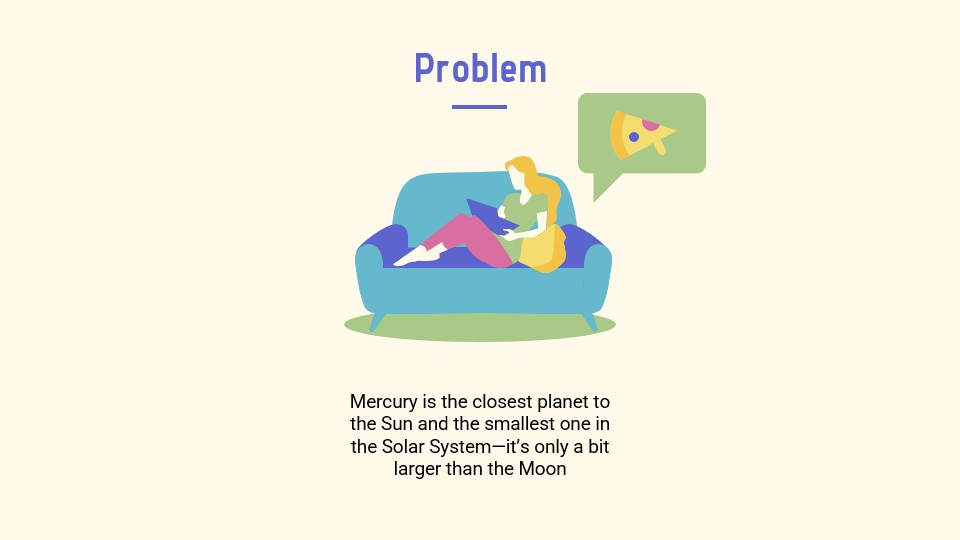 Problem
Mercury is the closest planet to
the Sun and the smallest one in
the Solar System—it’s only a bit
larger than the Moon